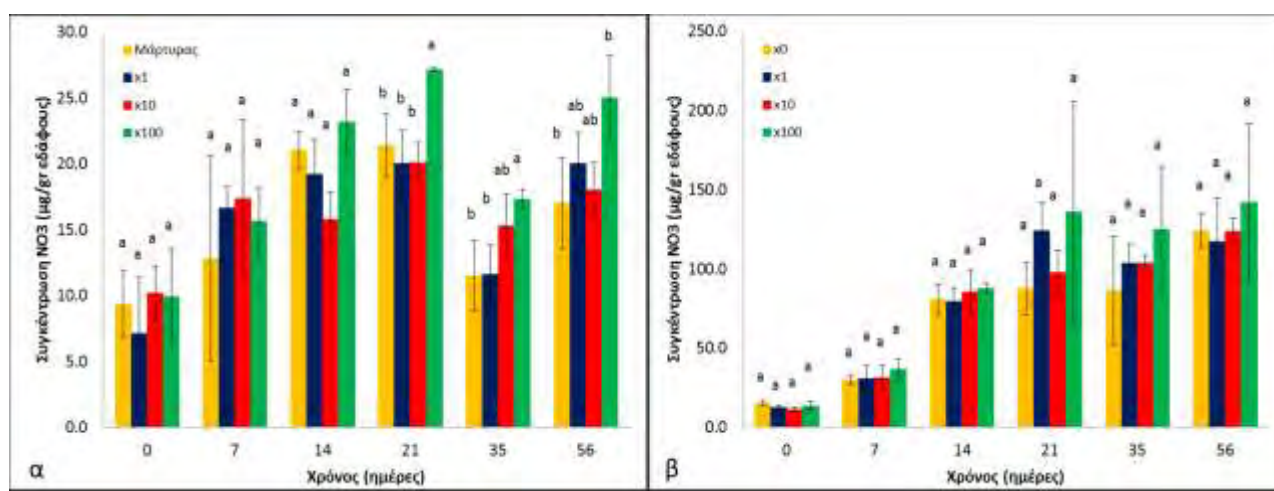 Συγκέντρωση NO3 (μg/gr εδάφους)
30.0
25.0
20.0
15.0
10.0
5.0
0.0
Μάρτυρας
x1
x10
x100
a a a a
a a a a
a a a a
b b b a
b b ab a
b ab ab b
0 7 14 21 35 56
Χρόνος (ημέρες)
α
Συγκέντρωση NO3 (μg/gr εδάφους)
250.0
200.0
150.0
100.0
50.0
0.0
x0
x1
x10
x100
a a a a
a a a a
a a a a
a a a a
a a a a
a a a a
0 7 14 21 35 56
Χρόνος (ημέρες)
β